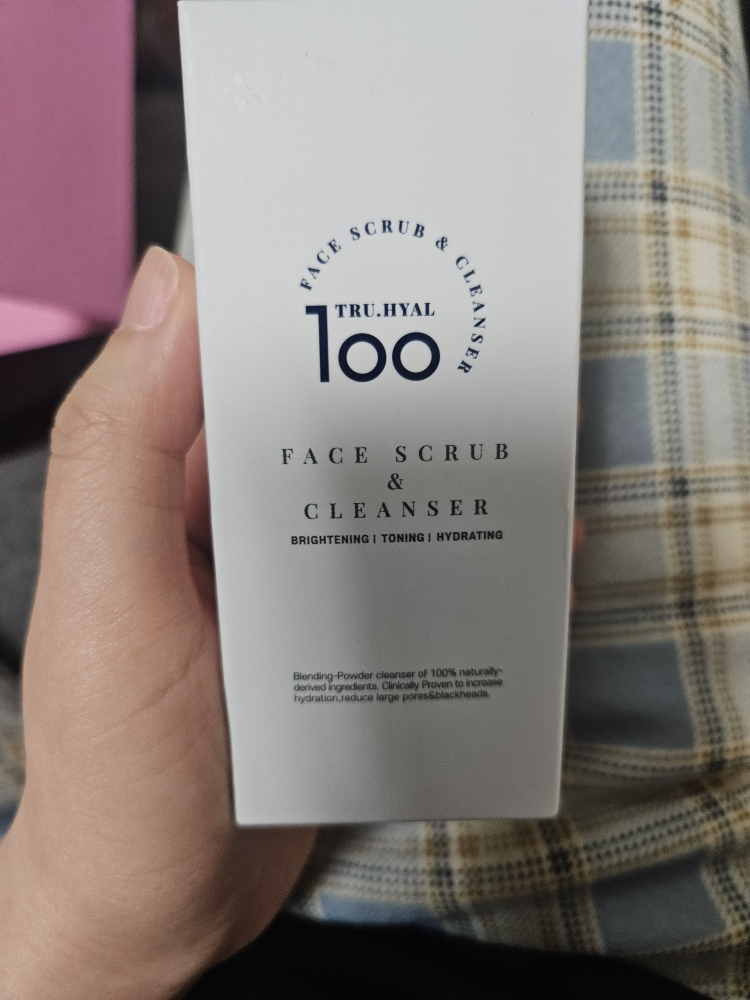 FACE SCRUB & CLEANSER
TRU.HYAL
100
FACE SCRUB
&
CLEANSER
BRIGHTENING | TONING | HYDRATING
Blending-Powder cleanser of 100% naturally-
derived ingredients. Clinically Proven to increase
hydration,reduce large pores&blackheads.